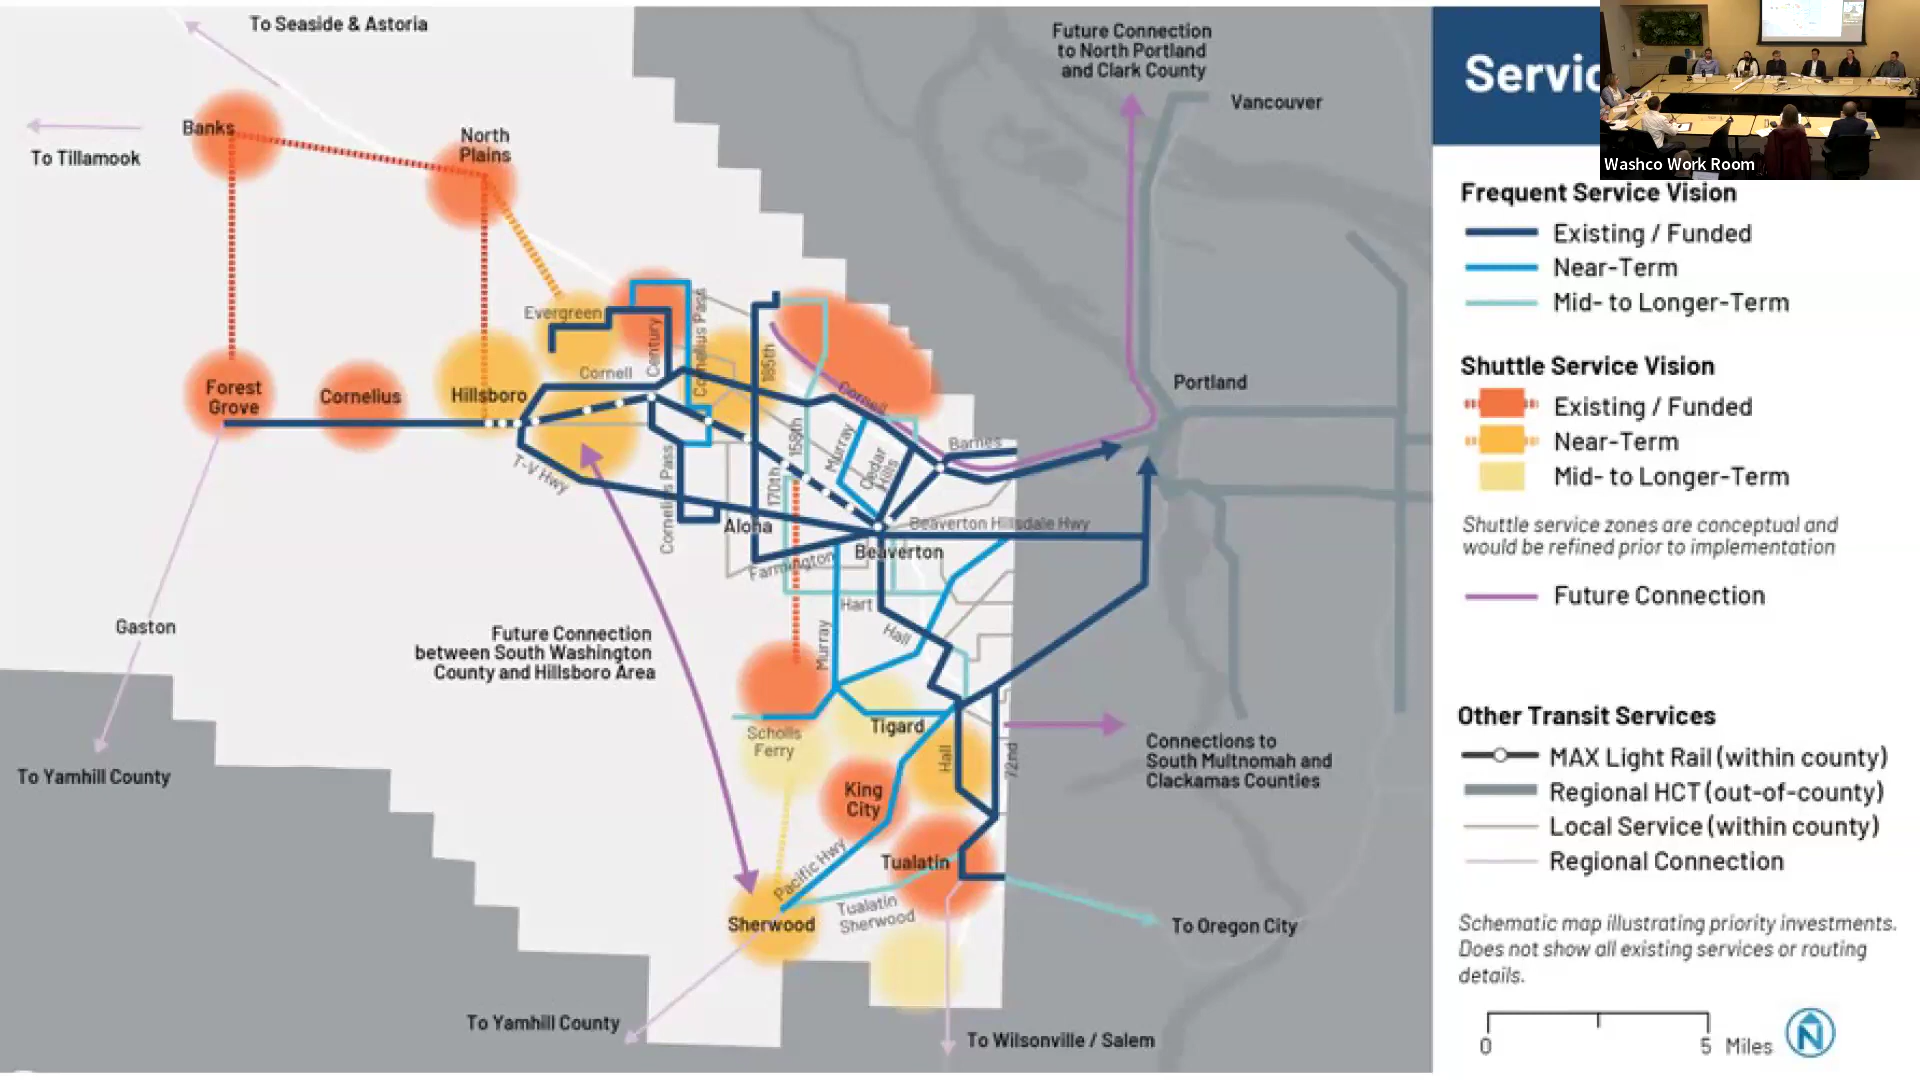 To Seaside & Astoria
Banks
To Tillamook
North
Plains
Future Connection
to North Portland
and Clark County
Vancouver
Evergreen
Century
Cornelius Pass
185th
Cornell
Cornell
Forest
Grove
Cornelius
Hillsboro
Portland
T-V Hwy
Cornelius Pass
158th
170th
Murray
Cedar
Hills
Barnes
Aloha
Beaverton Hillsdale Hwy
Beaverton
Farmington
Hart
Hall
Murray
Gaston
Future Connection
between South Washington
County and Hillsboro Area
To Yamhill County
Scholls
Ferry
Tigard
Hall
72nd
Connections to
South Multnomah and
Clackamas Counties
King
City
Pacific Hwy
Tualatin
Tualatin
Sherwood
Sherwood
To Oregon City
To Yamhill County
To Wilsonville / Salem
Servic
Washco Work Room
Frequent Service Vision
Existing / Funded
Near-Term
Mid- to Longer-Term
Shuttle Service Vision
Existing / Funded
Near-Term
Mid- to Longer-Term
Shuttle service zones are conceptual and
would be refined prior to implementation
Future Connection
Other Transit Services
MAX Light Rail (within county)
Regional HCT (out-of-county)
Local Service (within county)
Regional Connection
Schematic map illustrating priority investments.
Does not show all existing services or routing
details.
0 5 Miles
N